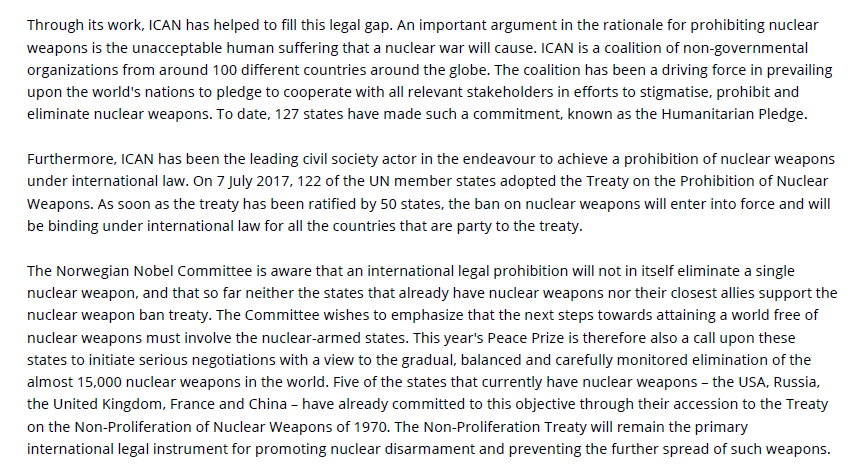 Through its work, ICAN has helped to fill this legal gap. An important argument in the rationale for prohibiting nuclear
weapons is the unacceptable human suffering that a nuclear war will cause. ICAN is a coalition of non-governmental
organizations from around 100 different countries around the globe. The coalition has been a driving force in prevailing
upon the world's nations to pledge to cooperate with all relevant stakeholders in efforts to stigmatise, prohibit and
eliminate nuclear weapons. To date, 127 states have made such a commitment, known as the Humanitarian Pledge.
Furthermore, ICAN has been the leading civil society actor in the endeavour to achieve a prohibition of nuclear weapons
under international law. On 7 July 2017, 122 of the UN member states adopted the Treaty on the Prohibition of Nuclear
Weapons. As soon as the treaty has been ratified by 50 states, the ban on nuclear weapons will enter into force and will
be binding under international law for all the countries that are party to the treaty.
The Norwegian Nobel Committee is aware that an international legal prohibition will not in itself eliminate a single
nuclear weapon, and that so far neither the states that already have nuclear weapons nor their closest allies support the
nuclear weapon ban treaty. The Committee wishes to emphasize that the next steps towards attaining a world free of
nuclear weapons must involve the nuclear-armed states. This year's Peace Prize is therefore also a call upon these
states to initiate serious negotiations with a view to the gradual, balanced and carefully monitored elimination of the
almost 15,000 nuclear weapons in the world. Five of the states that currently have nuclear weapons – the USA, Russia,
the United Kingdom, France and China – have already committed to this objective through their accession to the Treaty
on the Non-Proliferation of Nuclear Weapons of 1970. The Non-Proliferation Treaty will remain the primary
international legal instrument for promoting nuclear disarmament and preventing the further spread of such weapons.